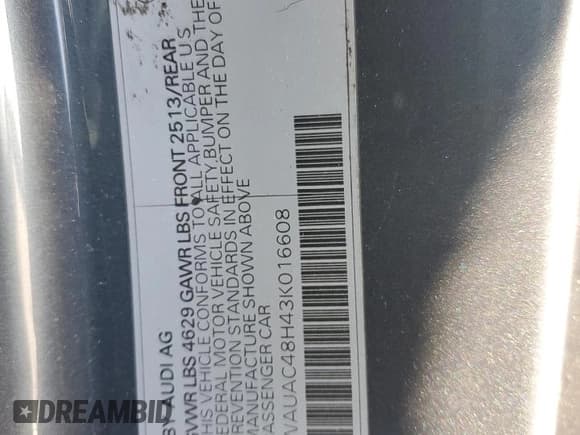 BY AUDI AG
GVWR LBS 4629 GAWR LBS FRONT 2513/REAR
THIS VEHICLE CONFORMS TO ALL APPLICABLE U S
FEDERAL MOTOR VEHICLE SAFETY,BUMPER AND THE
PREVENTION STANDARDS IN EFFECT ON THE DAY OF
MANUFACTURE SHOWN ABOVE
PASSENGER CAR
WAUAC48H43K016608
DREAMBID